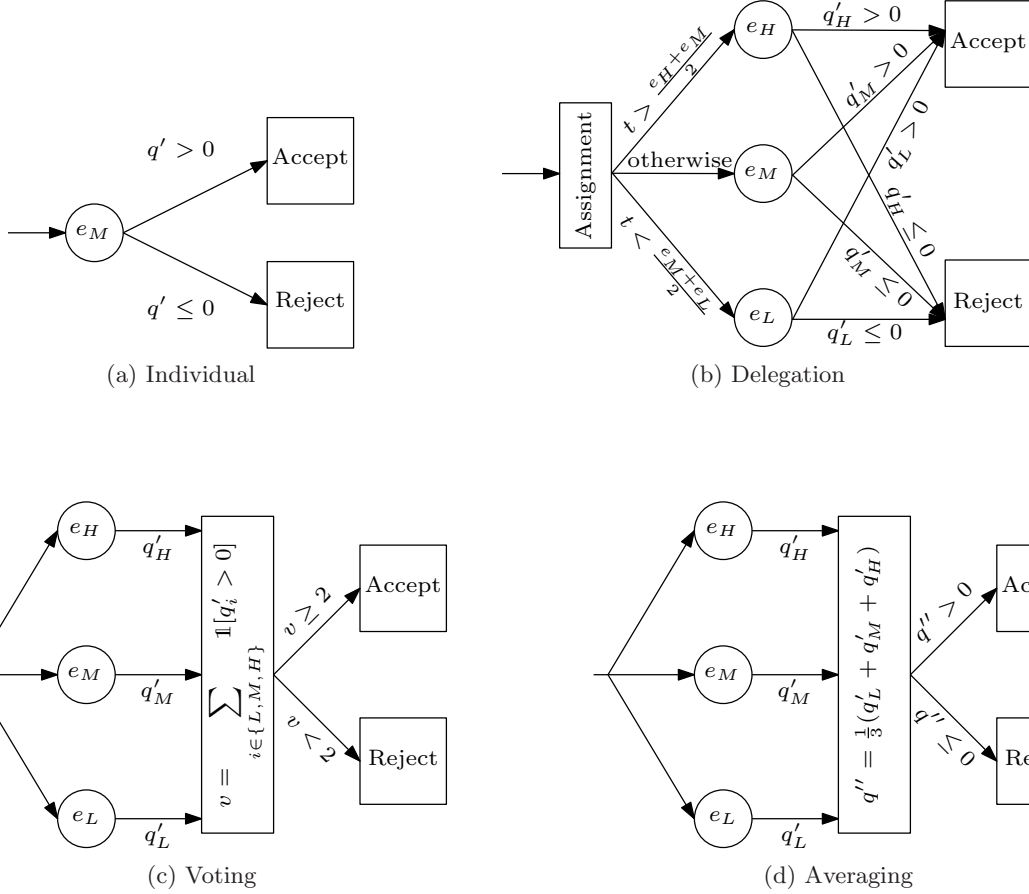 q′ > 0
Accept
e_M
q′ ≤ 0
Reject
(a) Individual
Assignment
t > (e_H+e_M)/2
otherwise
t < (e_M+e_L)/2
e_H
e_M
e_L
q′_H > 0
q′_M > 0
q′_L > 0
q′_H ≤ 0
q′_M ≤ 0
q′_L ≤ 0
Accept
Reject
(b) Delegation
e_H
e_M
e_L
q′_H
q′_M
q′_L
v = ∑_{i∈{L,M,H}} 𝟙[q′_i > 0]
v ≥ 2
v < 2
Accept
Reject
(c) Voting
e_H
e_M
e_L
q′_H
q′_M
q′_L
q″ = 1/3(q′_L + q′_M + q′_H)
q″ > 0
q″ ≤ 0
Ac
Re
(d) Averaging